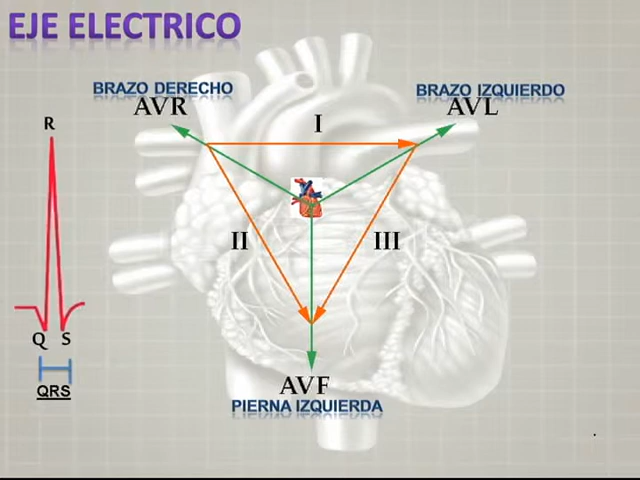 EJE ELECTRICO
BRAZO DERECHO
AVR
BRAZO IZQUIERDO
AVL
I
R
II
III
Q S
QRS
AVF
PIERNA IZQUIERDA